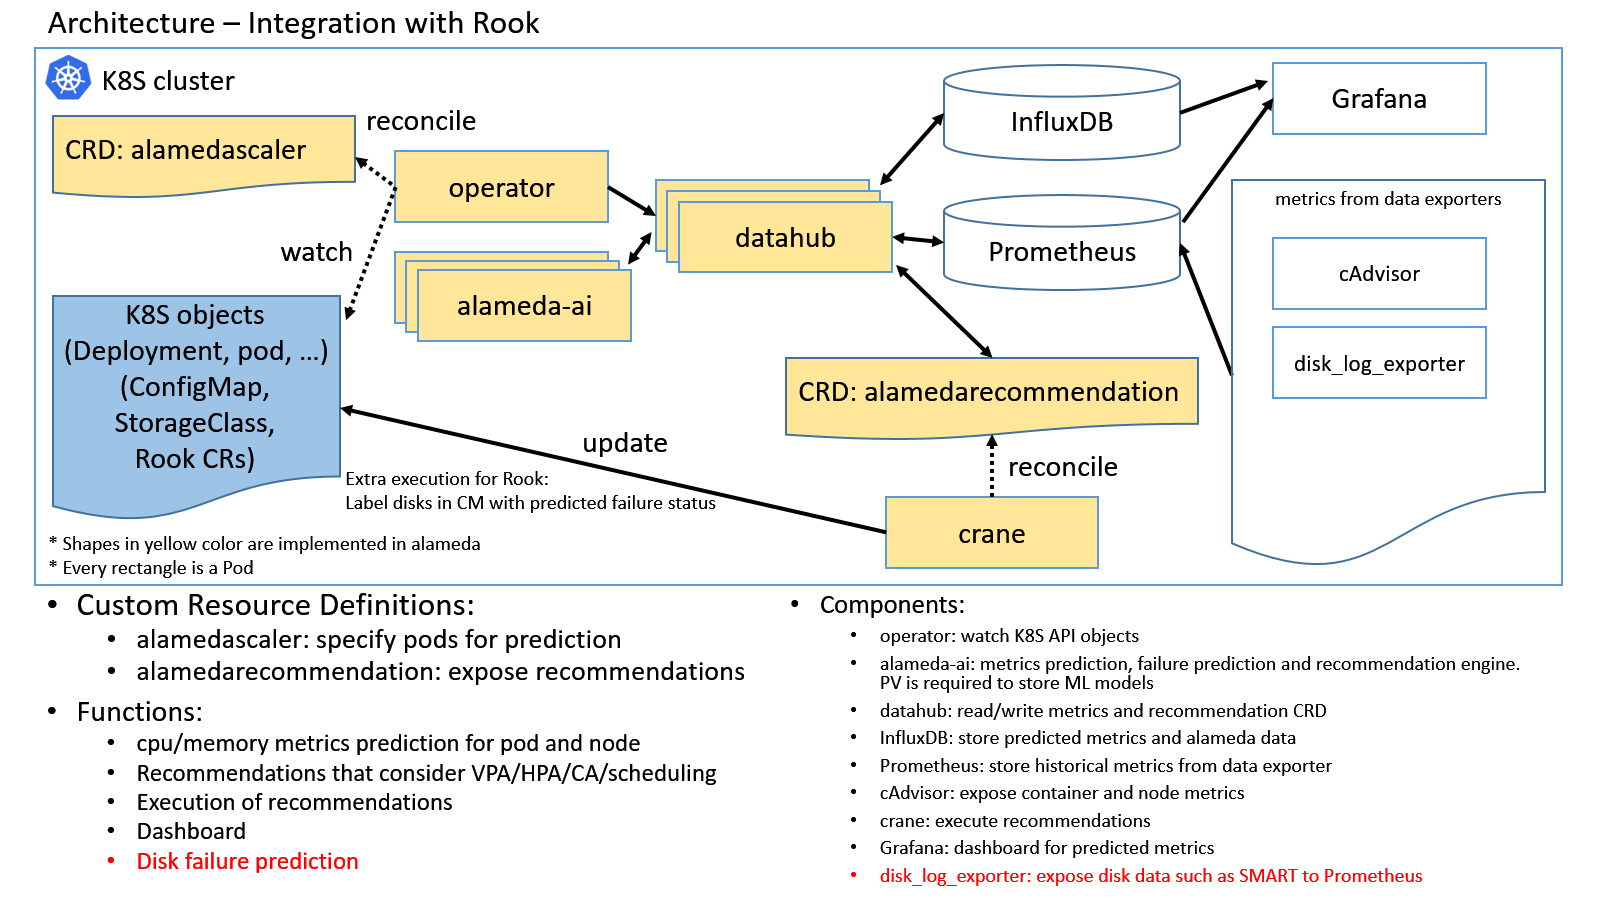 Architecture – Integration with Rook
K8S cluster
CRD: alamedascaler
reconcile
operator
watch
alameda-ai
datahub
InfluxDB
Prometheus
Grafana
metrics from data exporters
cAdvisor
disk_log_exporter
K8S objects
(Deployment, pod, ...)
(ConfigMap,
StorageClass,
Rook CRs)
CRD: alamedarecommendation
update
reconcile
Extra execution for Rook:
Label disks in CM with predicted failure status
crane
* Shapes in yellow color are implemented in alameda
* Every rectangle is a Pod
• Custom Resource Definitions:
• alamedascaler: specify pods for prediction
• alamedarecommendation: expose recommendations
• Functions:
• cpu/memory metrics prediction for pod and node
• Recommendations that consider VPA/HPA/CA/scheduling
• Execution of recommendations
• Dashboard
• Disk failure prediction
• Components:
• operator: watch K8S API objects
• alameda-ai: metrics prediction, failure prediction and recommendation engine.
PV is required to store ML models
• datahub: read/write metrics and recommendation CRD
• InfluxDB: store predicted metrics and alameda data
• Prometheus: store historical metrics from data exporter
• cAdvisor: expose container and node metrics
• crane: execute recommendations
• Grafana: dashboard for predicted metrics
• disk_log_exporter: expose disk data such as SMART to Prometheus